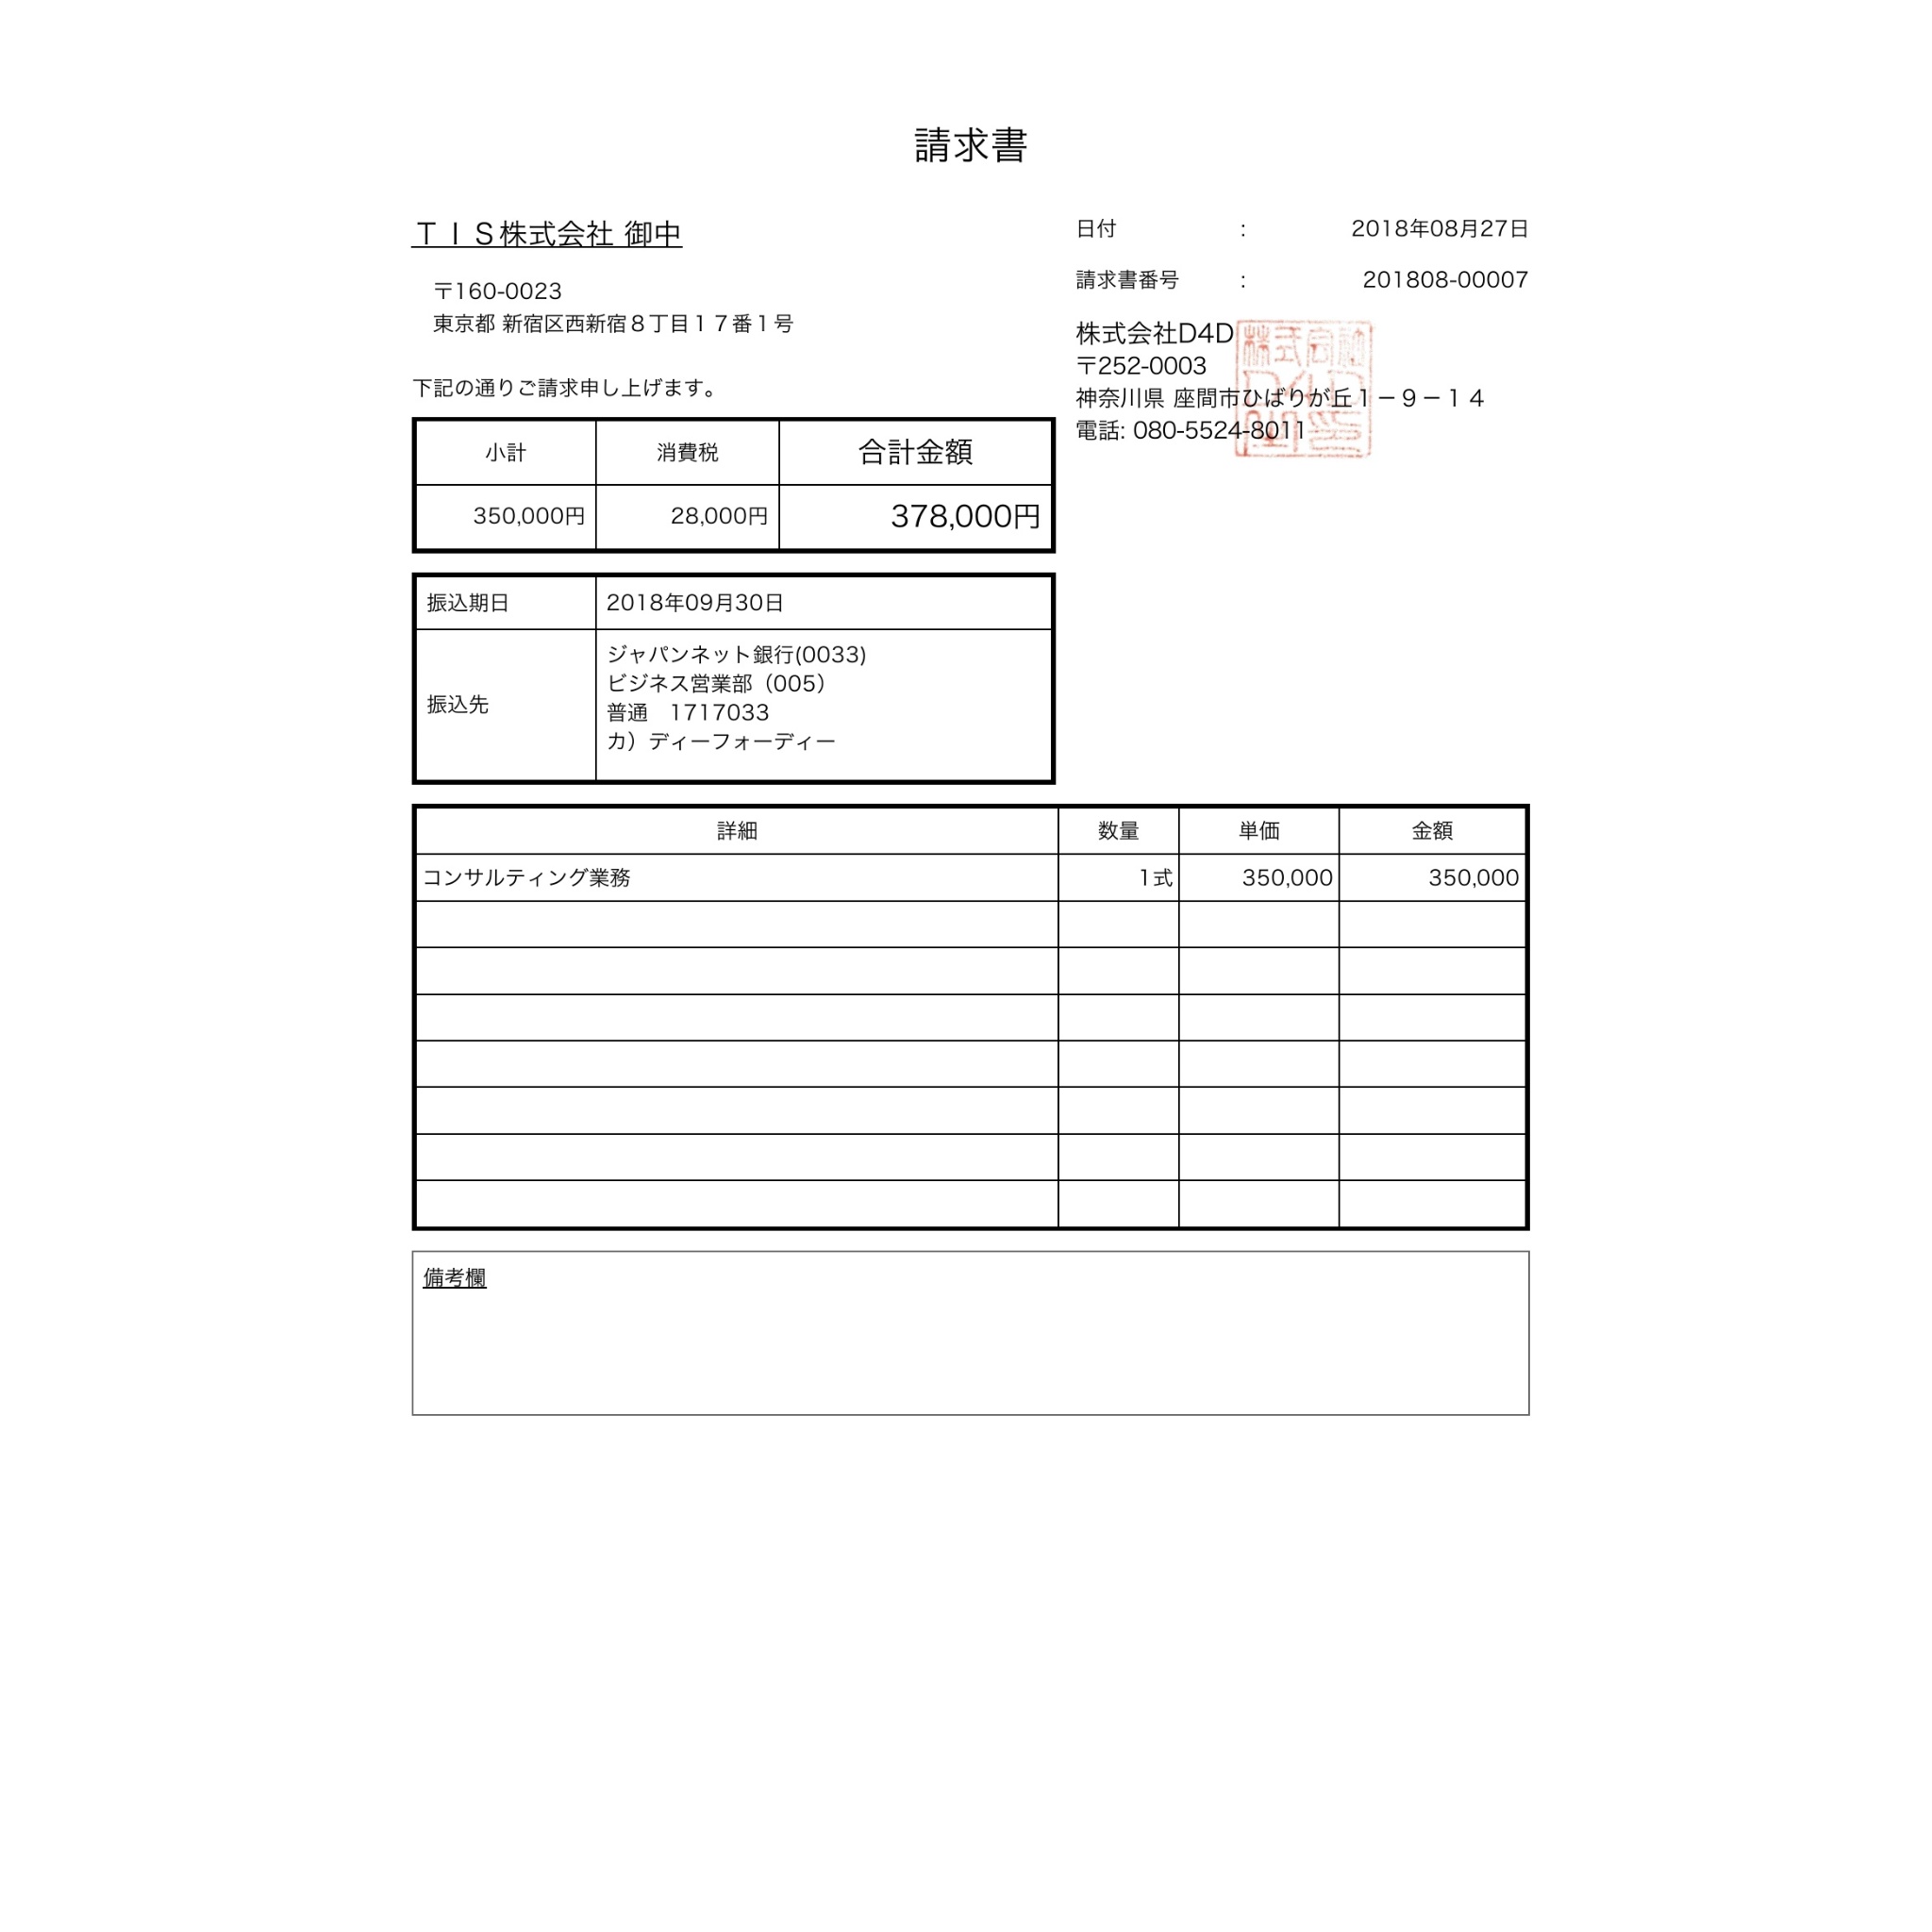 請求書
ＴＩＳ株式会社 御中
〒160-0023
東京都 新宿区西新宿８丁目１７番１号
下記の通りご請求申し上げます。
日付 : 2018年08月27日
請求書番号 : 201808-00007
株式会社D4D
〒252-0003
神奈川県 座間市ひばりが丘１－９－１４
電話: 080-5524-8011
株式会社
D4D
小計 消費税 合計金額
350,000円 28,000円 378,000円
振込期日 2018年09月30日
振込先
ジャパンネット銀行(0033)
ビジネス営業部（005）
普通　1717033
カ）ディーフォーディー
詳細 数量 単価 金額
コンサルティング業務 1式 350,000 350,000
備考欄